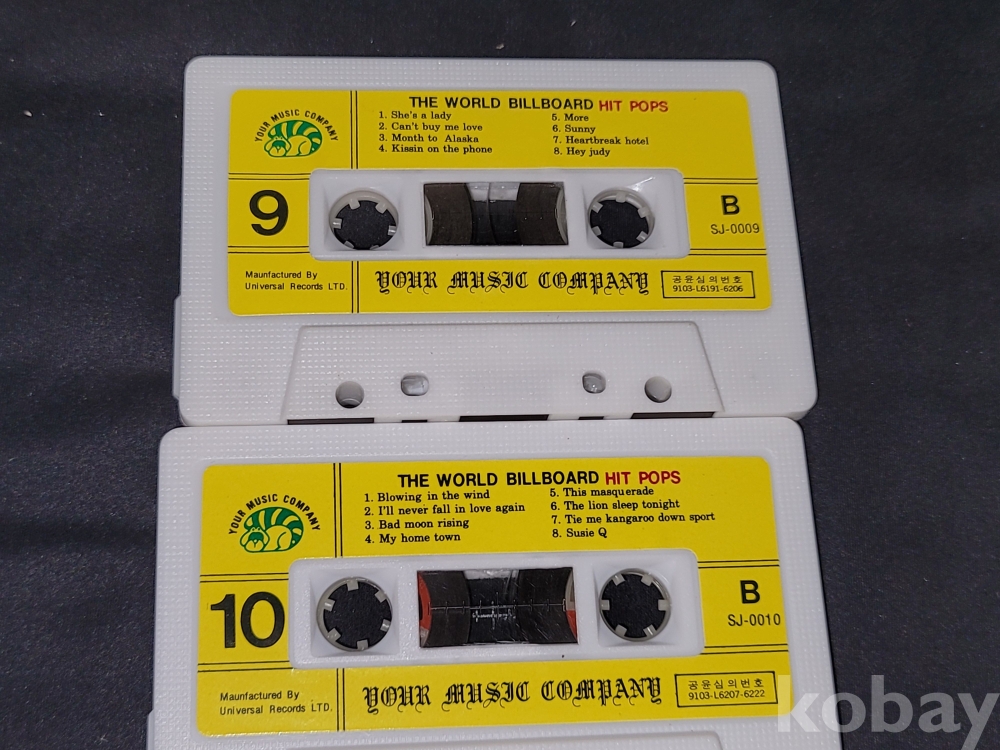 THE WORLD BILLBOARD HIT POPS
YOUR MUSIC COMPANY
1. She's a lady
2. Can't buy me love
3. Month to Alaska
4. Kissin on the phone
5. More
6. Sunny
7. Heartbreak hotel
8. Hey judy
9
B
SJ-0009
Maunfactured By
Universal Records LTD.
YOUR MUSIC COMPANY
공윤심의번호
9103-L6191-6206
THE WORLD BILLBOARD HIT POPS
YOUR MUSIC COMPANY
1. Blowing in the wind
2. I'll never fall in love again
3. Bad moon rising
4. My home town
5. This masquerade
6. The lion sleep tonight
7. Tie me kangaroo down sport
8. Susie Q
10
B
SJ-0010
Maunfactured By
Universal Records LTD.
YOUR MUSIC COMPANY
공윤심의번호
9103-L6207-6222
kobay